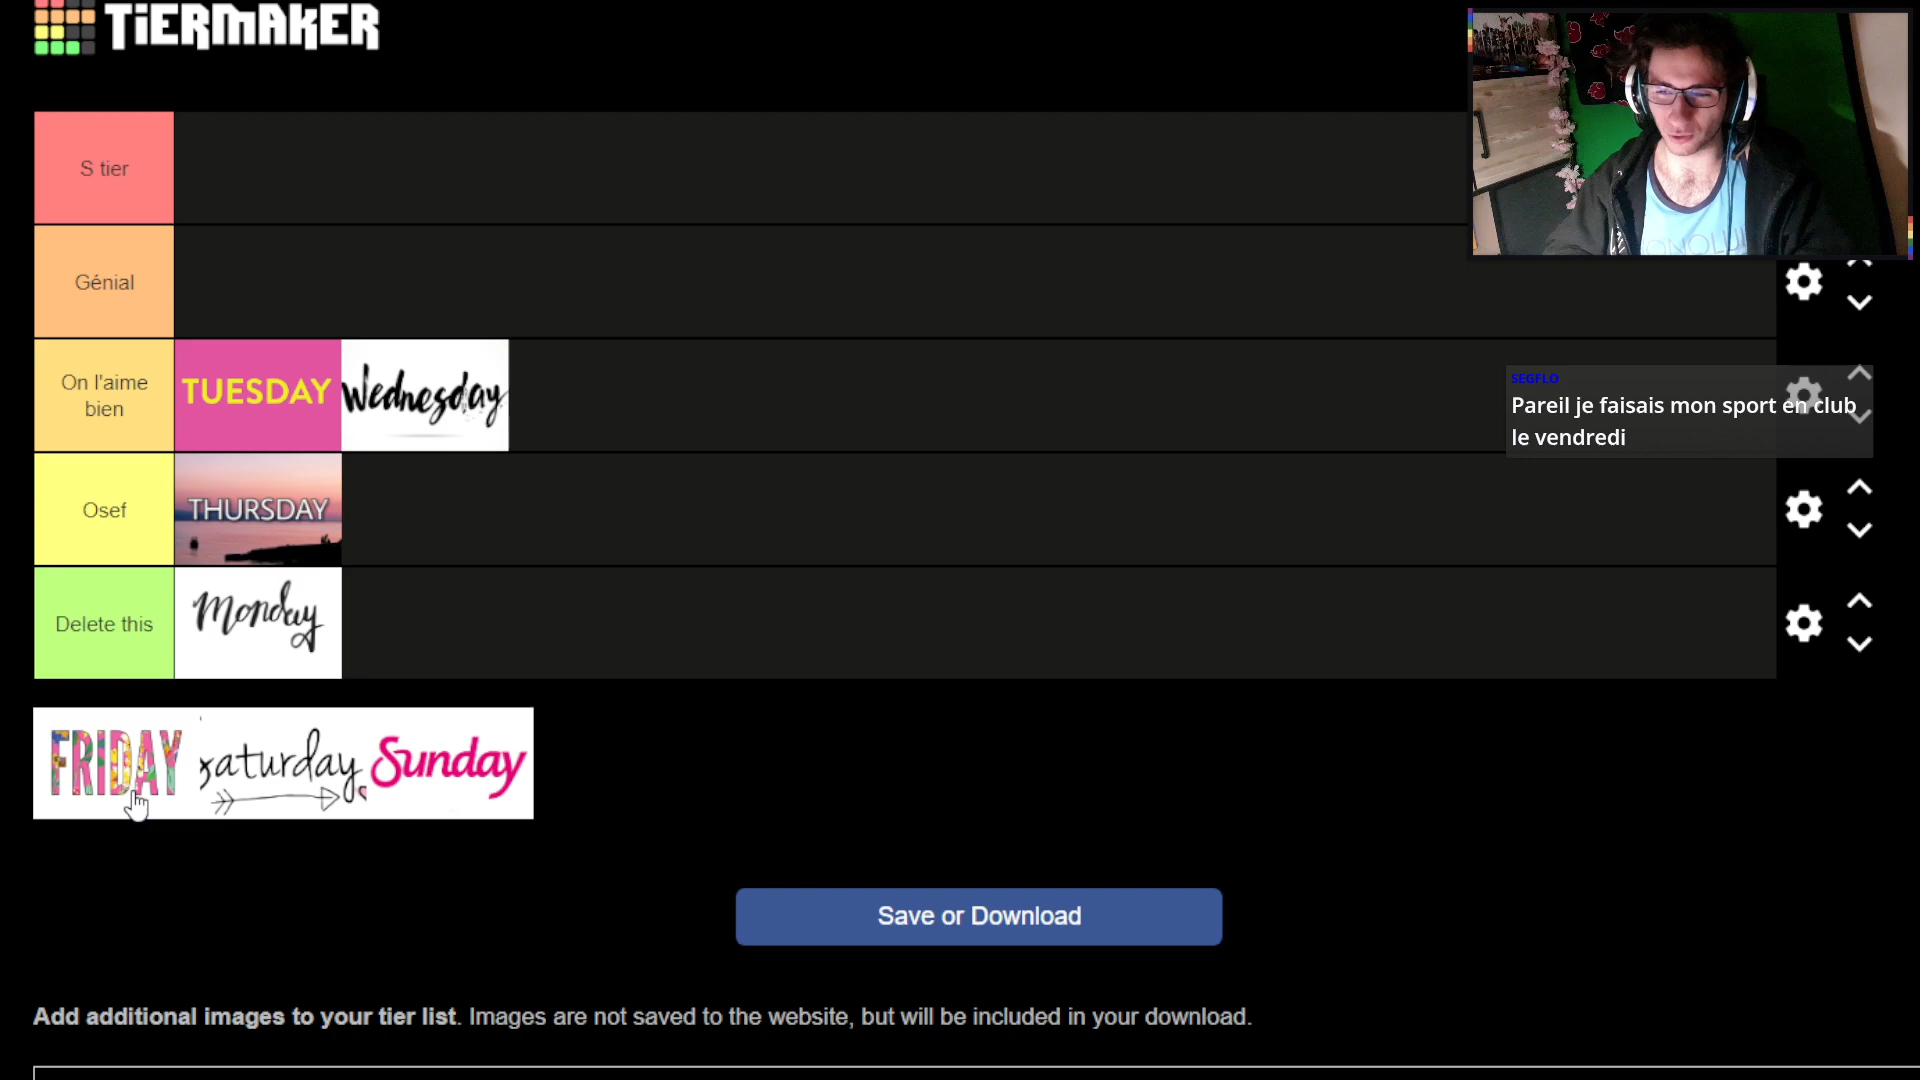 TiERMAKER
S tier
Génial
On l'aime
bien
TUESDAY
Wednesday
SEGFLO
Pareil je faisais mon sport en club
le vendredi
Osef
THURSDAY
Delete this
Monday
FRIDAY
saturday
Sunday
Save or Download
Add additional images to your tier list. Images are not saved to the website, but will be included in your download.